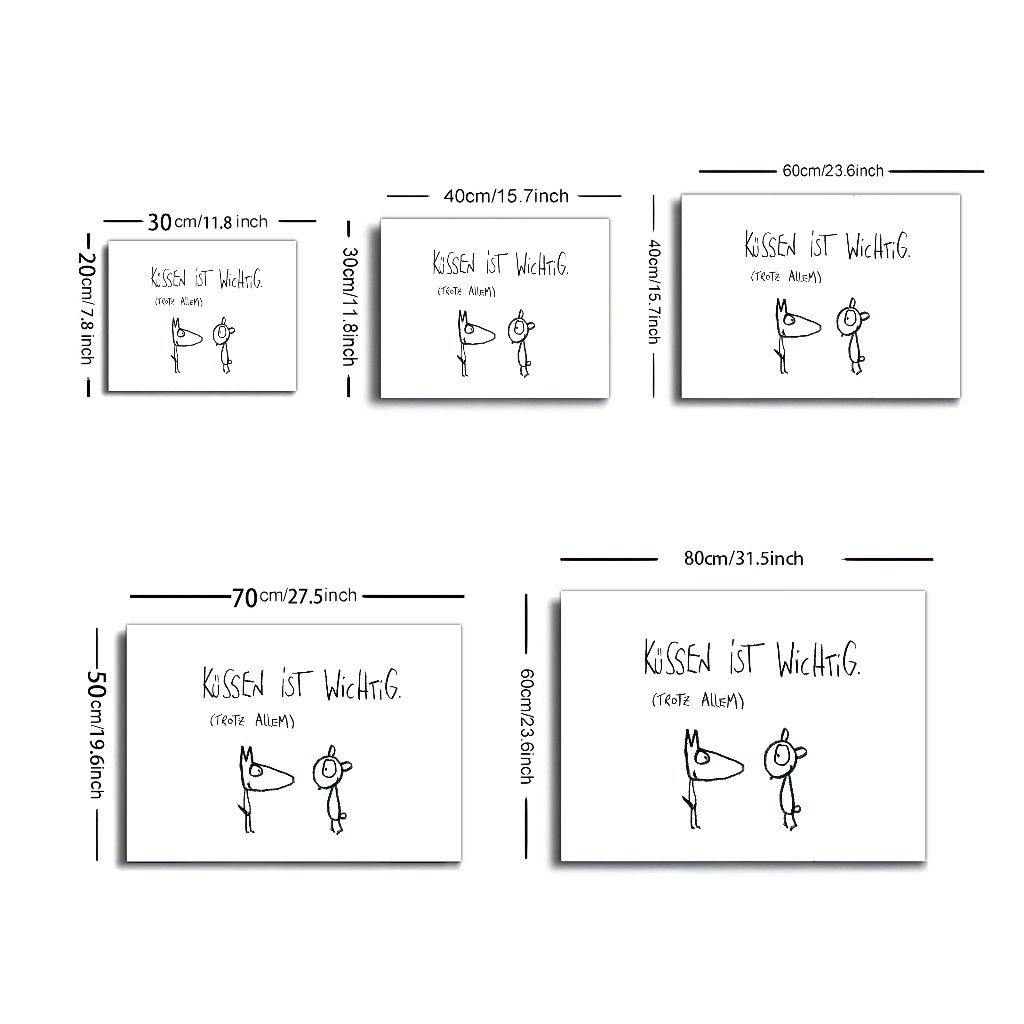 60cm/23.6inch
40cm/15.7inch
30cm/11.8 inch
20cm/ 7.8 inch
KÜSSEN iST WiCHTiG.
(TROTZ ALLEM)
30cm/11.8inch
KÜSSEN iST WiCHTiG.
(TROTZ ALLEM)
40cm/15.7inch
KÜSSEN iST WiCHTiG.
(TROTZ ALLEM)
80cm/31.5inch
70cm/27.5inch
50cm/19.6inch
KÜSSEN iST WiCHTiG.
(TROTZ ALLEM)
60cm/23.6inch
KÜSSEN iST WiCHTiG.
(TROTZ ALLEM)